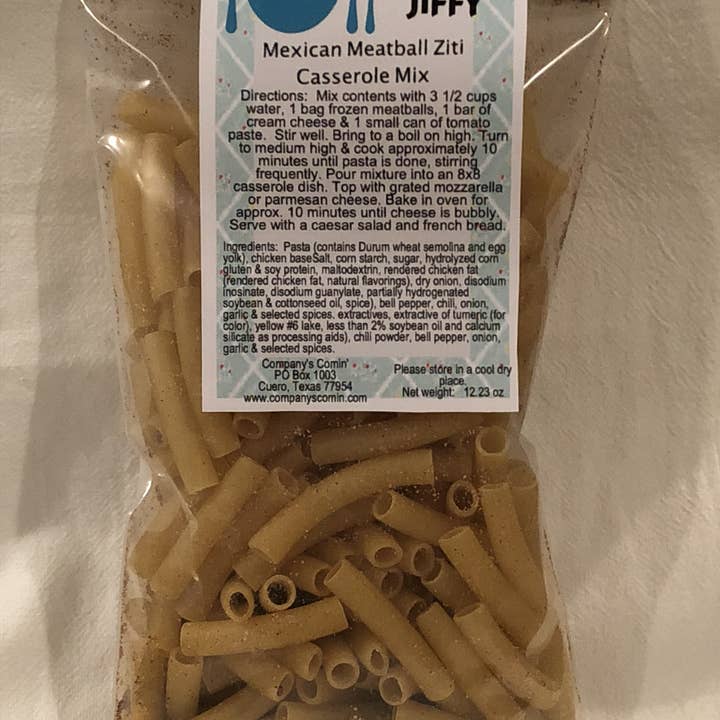 JIFFY
Mexican Meatball Ziti
Casserole Mix
Directions: Mix contents with 3 1/2 cups
water, 1 bag frozen meatballs, 1 bar of
cream cheese & 1 small can of tomato
paste. Stir well. Bring to a boil on high. Turn
to medium high & cook approximately 10
minutes until pasta is done, stirring
frequently. Pour mixture into an 8x8
casserole dish. Top with grated mozzarella
or parmesan cheese. Bake in oven for
approx. 10 minutes until cheese is bubbly.
Serve with a caesar salad and french bread.
Ingredients: Pasta (contains Durum wheat semolina and egg
yolk), chicken baseSalt, corn starch, sugar, hydrolyzed corn
gluten & soy protein, maltodextrin, rendered chicken fat
(rendered chicken fat, natural flavorings), dry onion, disodium
inosinate, disodium guanylate, partially hydrogenated
soybean & cottonseed oil, spice), bell pepper, chili, onion,
garlic & selected spices. extractives, extractive of tumeric (for
color), yellow #6 lake, less than 2% soybean oil and calcium
silicate as processing aids), chili powder, bell pepper, onion,
garlic & selected spices.
Company's Comin'
PO Box 1003
Cuero, Texas 77954
www.companyscomin.com
Please store in a cool dry
place.
Net weight: 12.23 oz